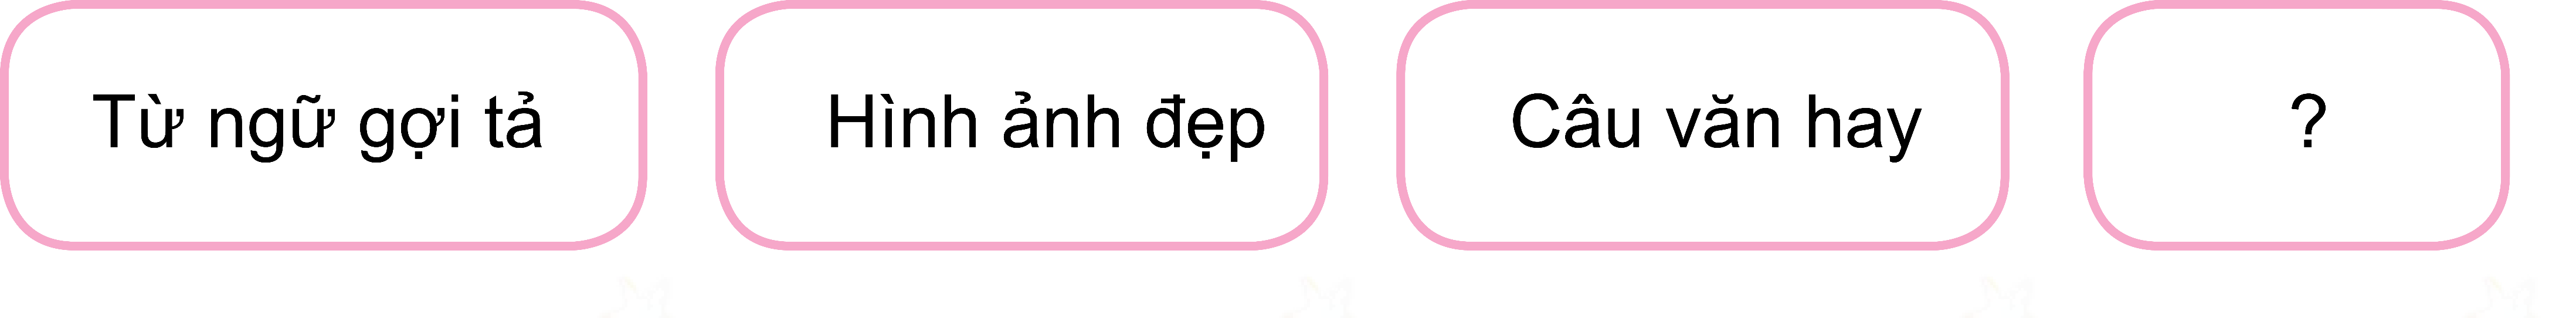 Từ ngữ gợi tả
Hình ảnh đẹp
Câu văn hay
?